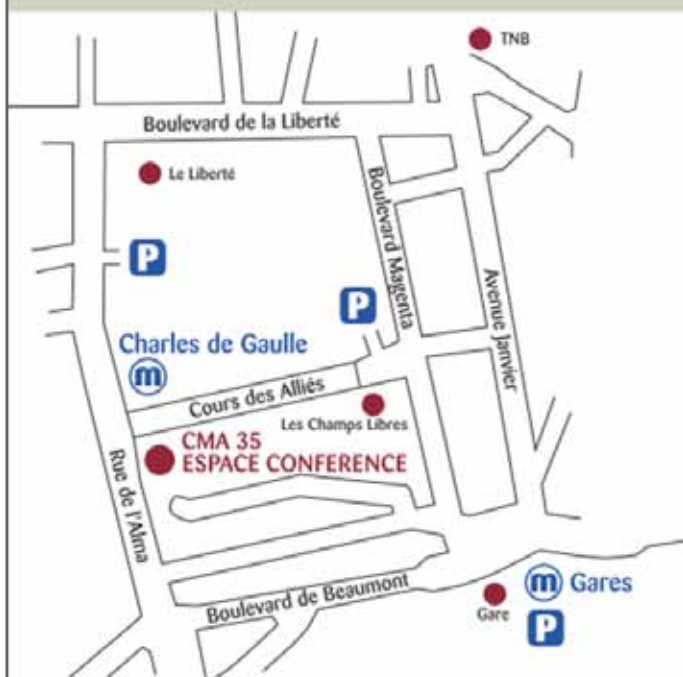 TNB
Boulevard de la Liberté
Le Liberté
Boulevard Magenta
P
P
Avenue Janvier
Charles de Gaulle
m
Cours des Alliés
Les Champs Libres
CMA 35
ESPACE CONFERENCE
Rue de l'Alma
Boulevard de Beaumont
m Gares
Gare
P